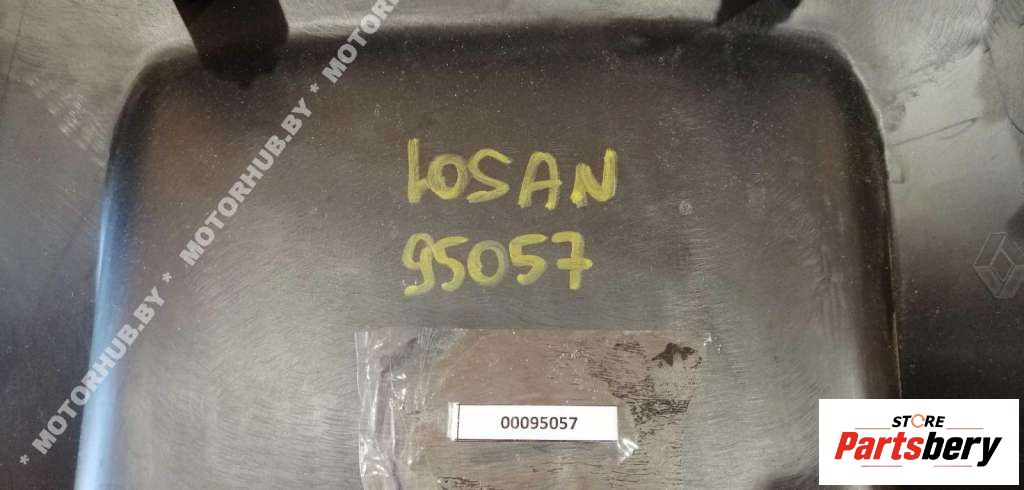 * MOTORHUB.BY * MOTORHUB.BY * MOTOR
LOSAN
95057
00095057
STORE
Partsbery